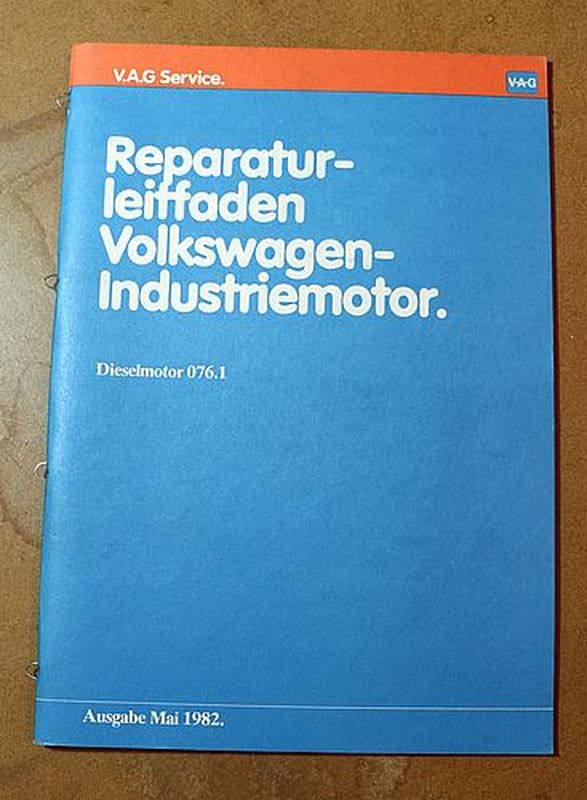 V.A.G Service.
V·A·G
Reparatur-
leitfaden
Volkswagen-
Industriemotor.
Dieselmotor 076.1
Ausgabe Mai 1982.